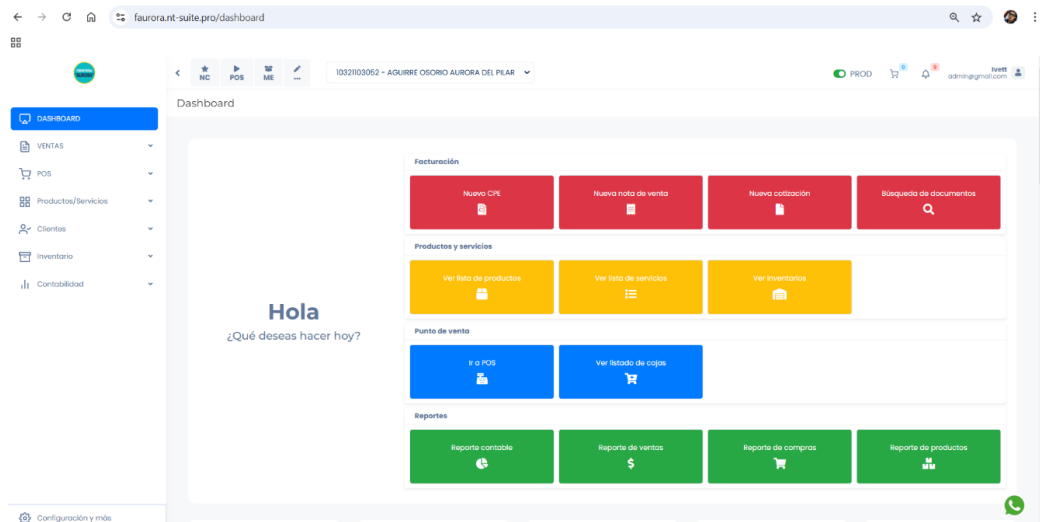 faurora.nt-suite.pro/dashboard
NC
POS
ME
...
10321103052 - AGUIRRE OSORIO AURORA DEL PILAR
PROD
0
0
Ivett
admin@gmail.com
Dashboard
DASHBOARD
VENTAS
POS
Productos/Servicios
Clientes
Inventario
Contabilidad
Configuración y más
Hola
¿Qué deseas hacer hoy?
Facturación
Nuevo CPE
Nueva nota de venta
Nueva cotización
Búsqueda de documentos
Productos y servicios
Ver lista de productos
Ver lista de servicios
Ver inventarios
Punto de venta
Ir a POS
Ver listado de cajas
Reportes
Reporte contable
Reporte de ventas
Reporte de compras
Reporte de productos